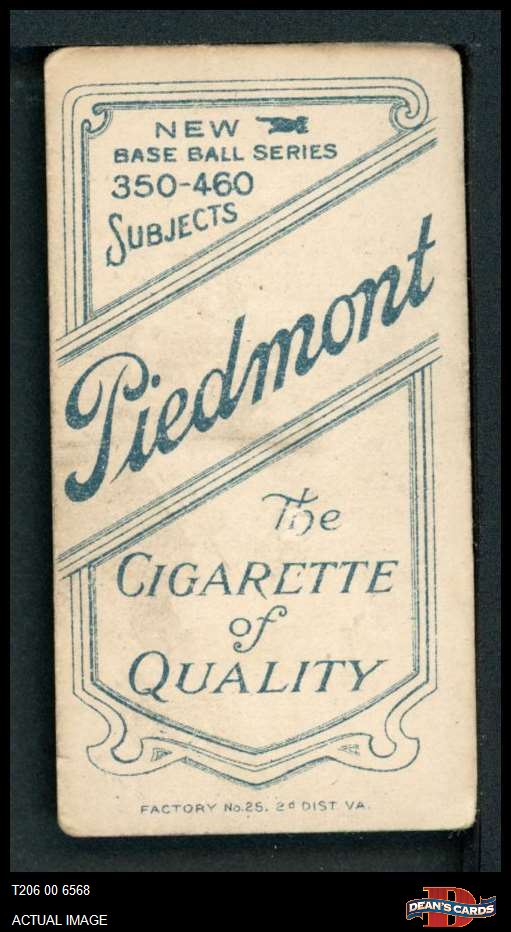 NEW
BASE BALL SERIES
350-460
SUBJECTS
Piedmont
The
CIGARETTE
of
QUALITY
FACTORY No. 25. 2d DIST VA.
T206 00 6568
ACTUAL IMAGE
D
DEAN'S CARDS